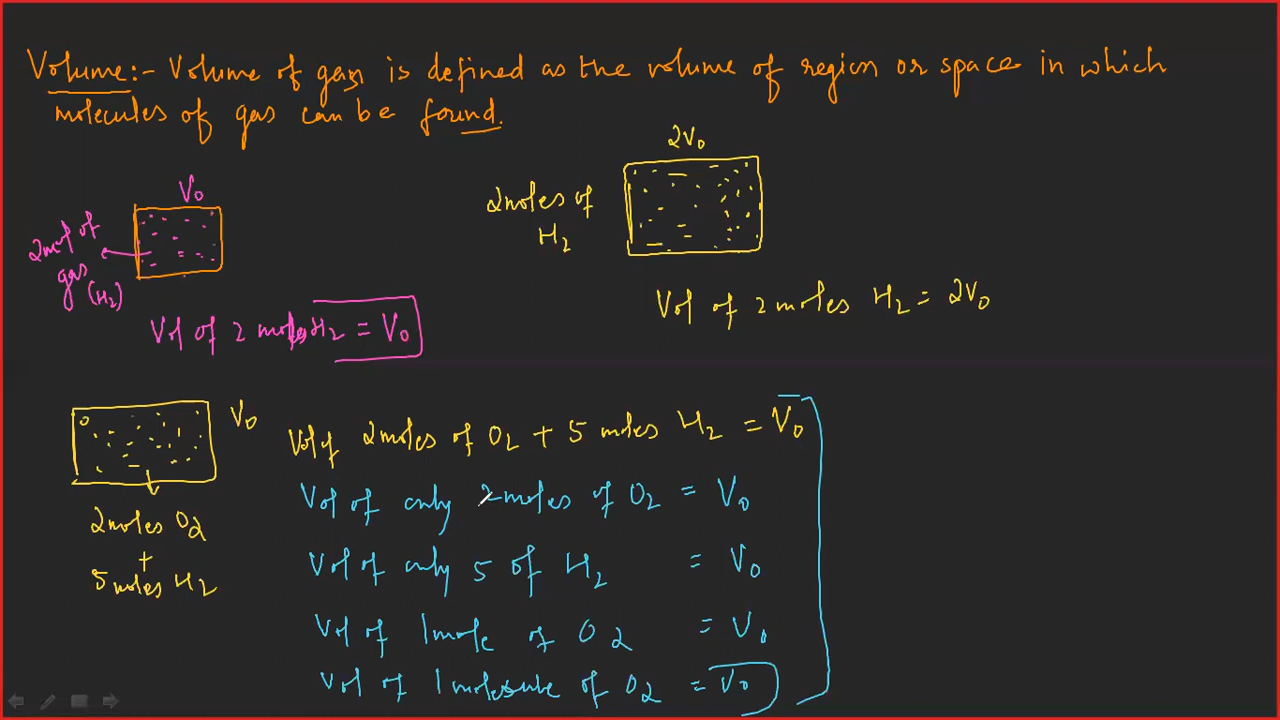 Volume:- Volume of gas is defined as the volume of region or space in which
molecules of gas can be found.
V₀
2mol of
gas
(H₂)
Vol of 2 moles H₂ = V₀
2V₀
2moles of
H₂
Vol of 2 moles H₂ = 2V₀
V₀
2moles O₂
+
5 moles H₂
Vol of 2moles of O₂ + 5 moles H₂ = V₀
Vol of only 2moles of O₂ = V₀
Vol of only 5 of H₂ = V₀
Vol of 1mole of O₂ = V₀
Vol of 1 molecule of O₂ = V₀